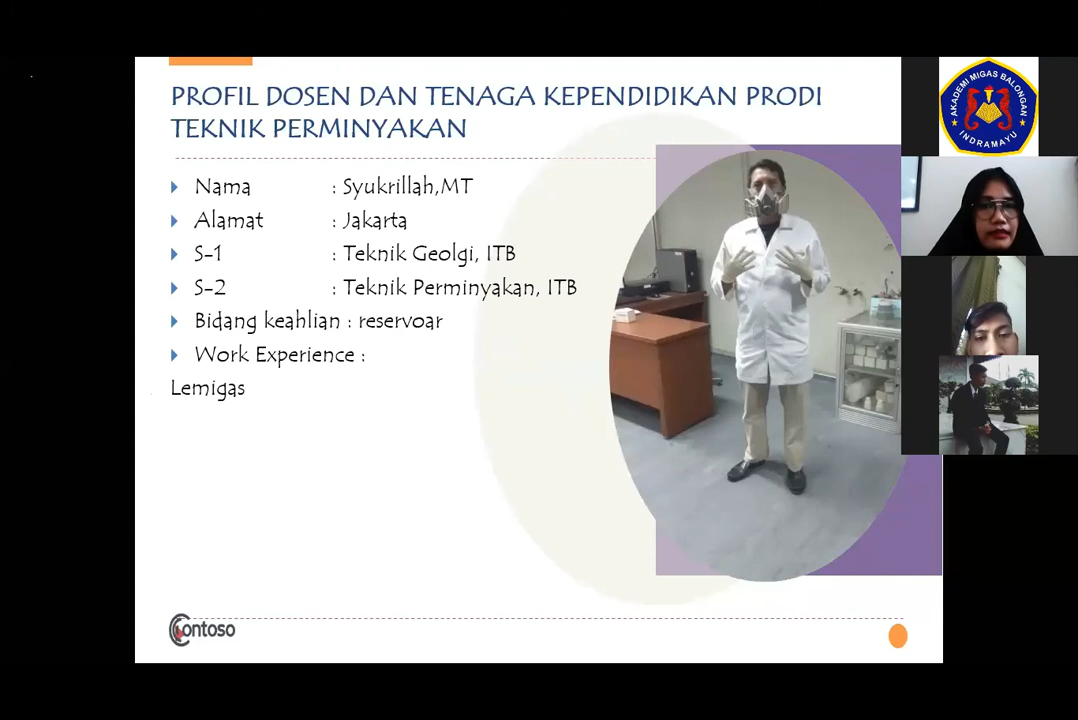 PROFIL DOSEN DAN TENAGA KEPENDIDIKAN PRODI
TEKNIK PERMINYAKAN
Nama : Syukrillah,MT
Alamat : Jakarta
S-1 : Teknik Geolgi, ITB
S-2 : Teknik Perminyakan, ITB
Bidang keahlian : reservoar
Work Experience :
Lemigas
Contoso
AKADEMI MIGAS BALONGAN
INDRAMAYU